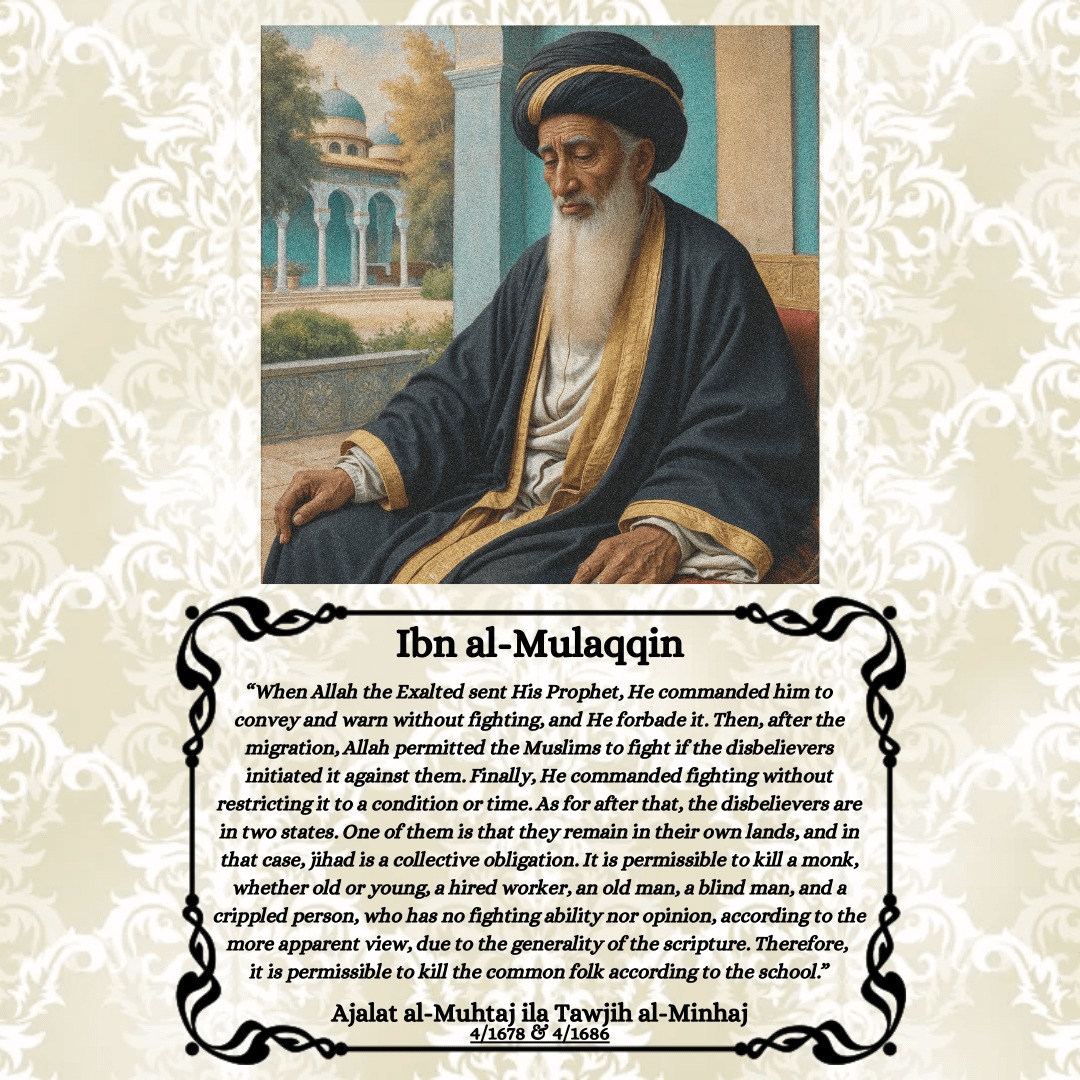 Ibn al-Mulaqqin
“When Allah the Exalted sent His Prophet, He commanded him to
convey and warn without fighting, and He forbade it. Then, after the
migration, Allah permitted the Muslims to fight if the disbelievers
initiated it against them. Finally, He commanded fighting without
restricting it to a condition or time. As for after that, the disbelievers are
in two states. One of them is that they remain in their own lands, and in
that case, jihad is a collective obligation. It is permissible to kill a monk,
whether old or young, a hired worker, an old man, a blind man, and a
crippled person, who has no fighting ability nor opinion, according to the
more apparent view, due to the generality of the scripture. Therefore,
it is permissible to kill the common folk according to the school.”
Ajalat al-Muhtaj ila Tawjih al-Minhaj
4/1678 & 4/1686